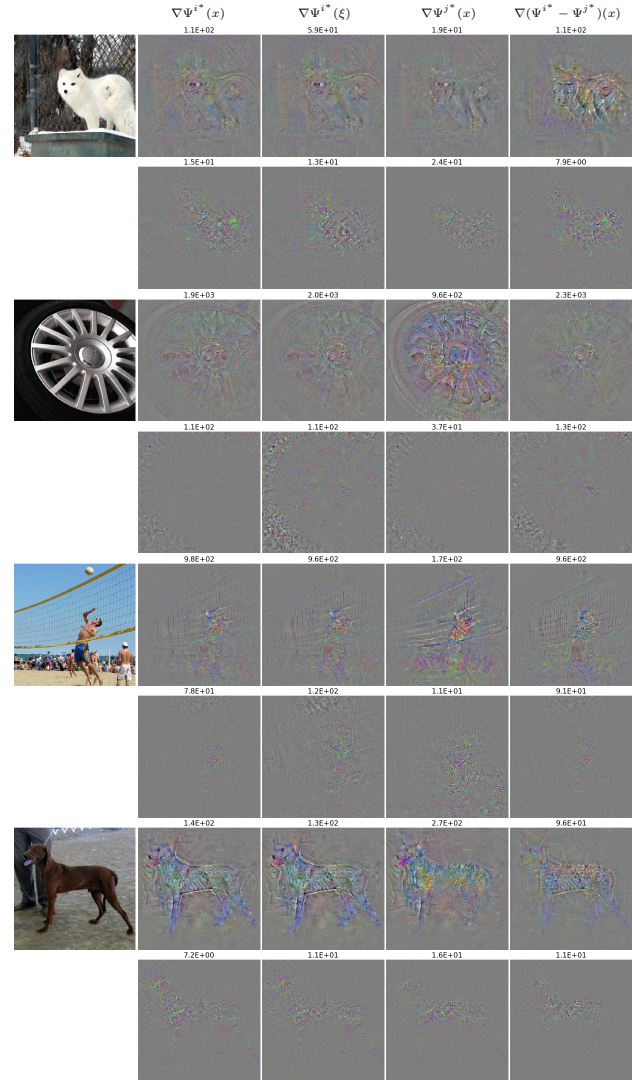 ∇Ψ^{i*}(x) ∇Ψ^{i*}(ξ) ∇Ψ^{j*}(x) ∇(Ψ^{i*} − Ψ^{j*})(x)
1.1E+02 5.9E+01 1.9E+01 1.1E+02
1.5E+01 1.3E+01 2.4E+01 7.9E+00
1.9E+03 2.0E+03 9.6E+02 2.3E+03
1.1E+02 1.1E+02 3.7E+01 1.3E+02
9.8E+02 9.6E+02 1.7E+02 9.6E+02
7.8E+01 1.2E+02 1.1E+01 9.1E+01
1.4E+02 1.3E+02 2.7E+02 9.6E+01
7.2E+00 1.1E+01 1.6E+01 1.1E+01